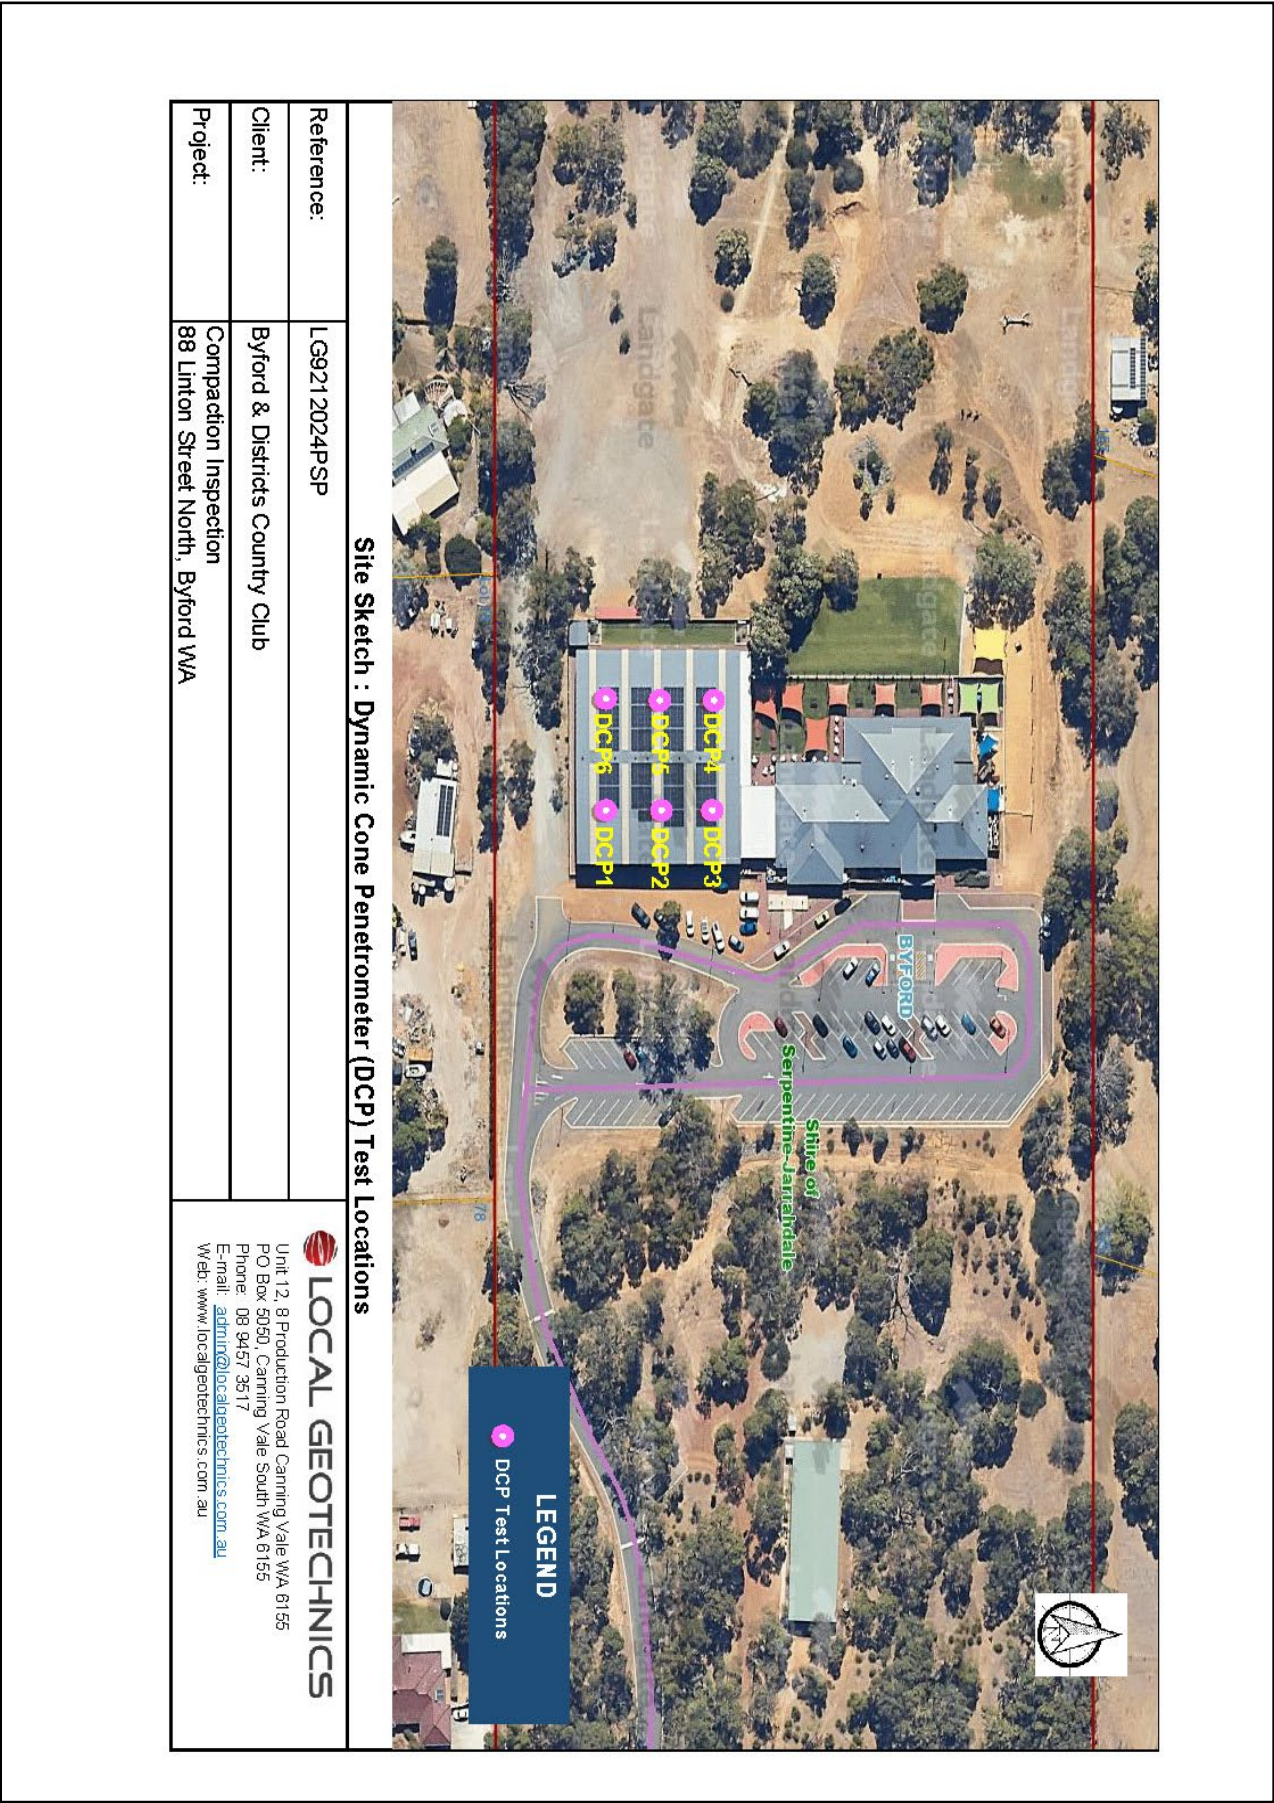 Landgate
Landgate
BYFORD
Shire of
Serpentine-Jarrahdale
DCP4
DCP3
DCP5
DCP2
DCP6
DCP1
78
LEGEND
DCP Test Locations
N
Site Sketch : Dynamic Cone Penetrometer (DCP) Test Locations
Reference: LG9212024PSP
Client: Byford & Districts Country Club
Project: Compaction Inspection
88 Linton Street North, Byford WA
LOCAL GEOTECHNICS
Unit 12, 8 Production Road Canning Vale WA 6155
PO Box 5050, Canning Vale South WA 6155
Phone: 08 9457 3517
E-mail: admin@localgeotechnics.com.au
Web: www.localgeotechnics.com.au